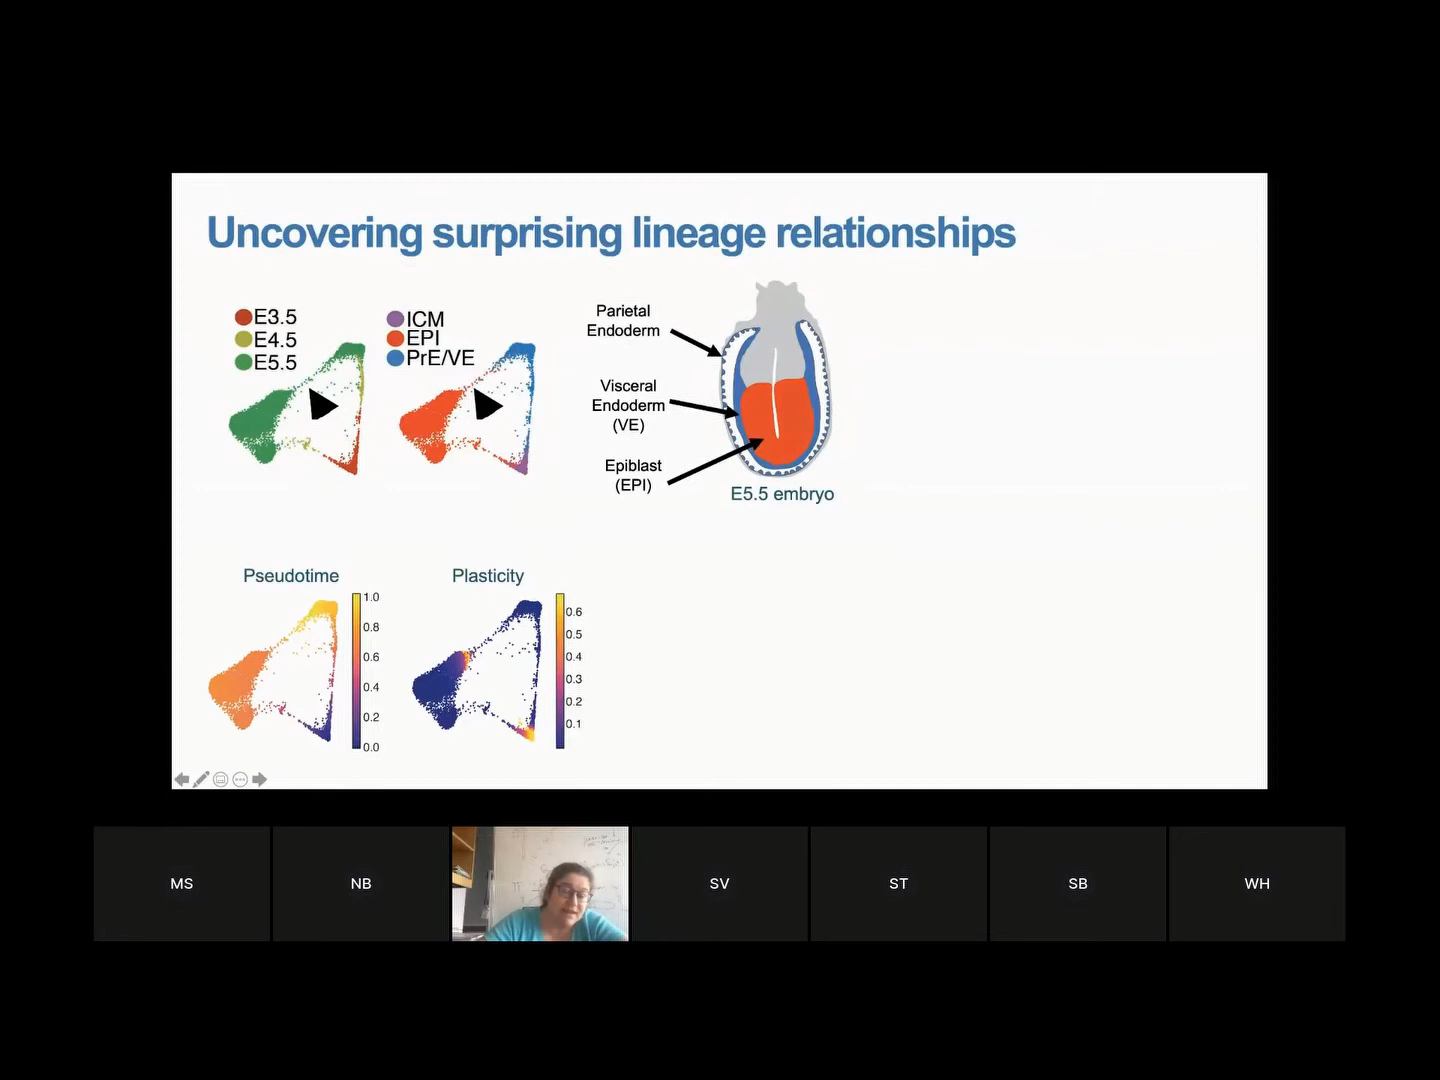 Uncovering surprising lineage relationships
E3.5
E4.5
E5.5
ICM
EPI
PrE/VE
Parietal
Endoderm
Visceral
Endoderm
(VE)
Epiblast
(EPI)
E5.5 embryo
Pseudotime
1.0
0.8
0.6
0.4
0.2
0.0
Plasticity
0.6
0.5
0.4
0.3
0.2
0.1
MS
NB
SV
ST
SB
WH